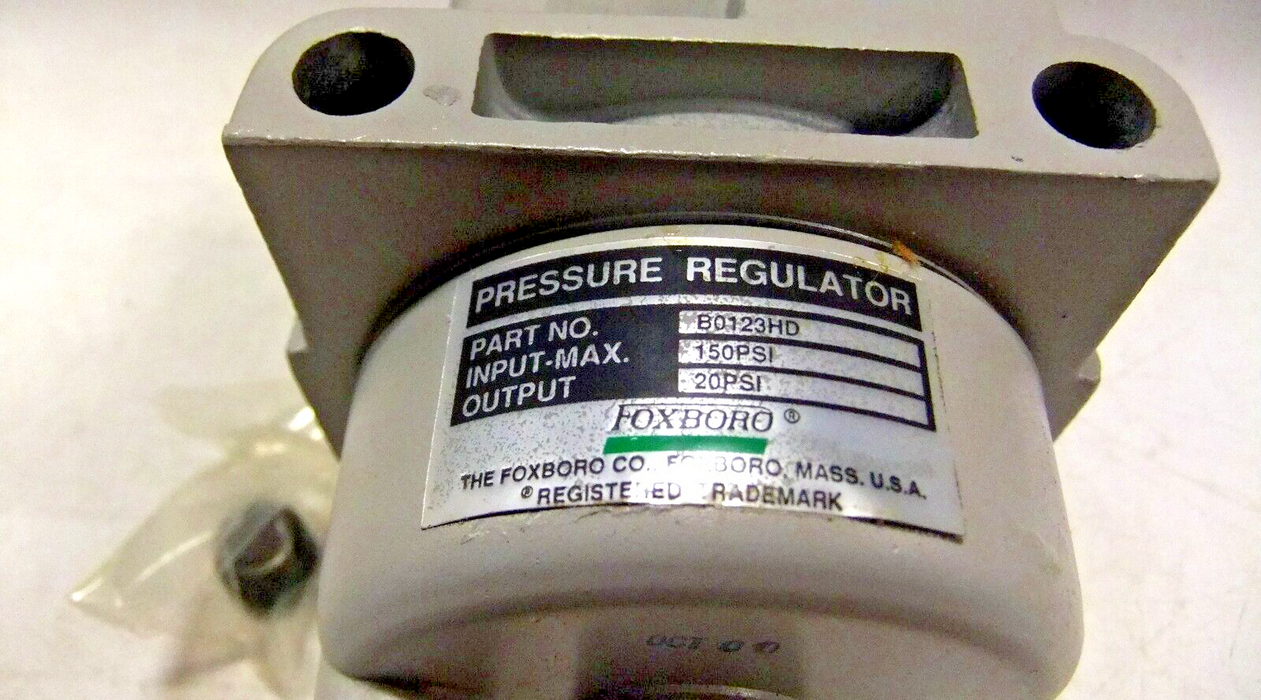 PRESSURE REGULATOR
PART NO. B0123HD
INPUT-MAX. 150PSI
OUTPUT 20PSI
FOXBORO ®
THE FOXBORO CO., FOXBORO, MASS. U.S.A.
® REGISTERED TRADEMARK
OCT